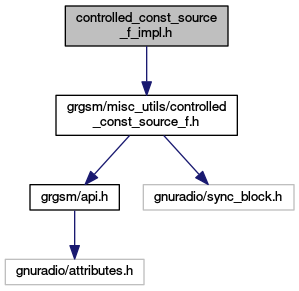 controlled_const_source
_f_impl.h
grgsm/misc_utils/controlled
_const_source_f.h
grgsm/api.h
gnuradio/sync_block.h
gnuradio/attributes.h